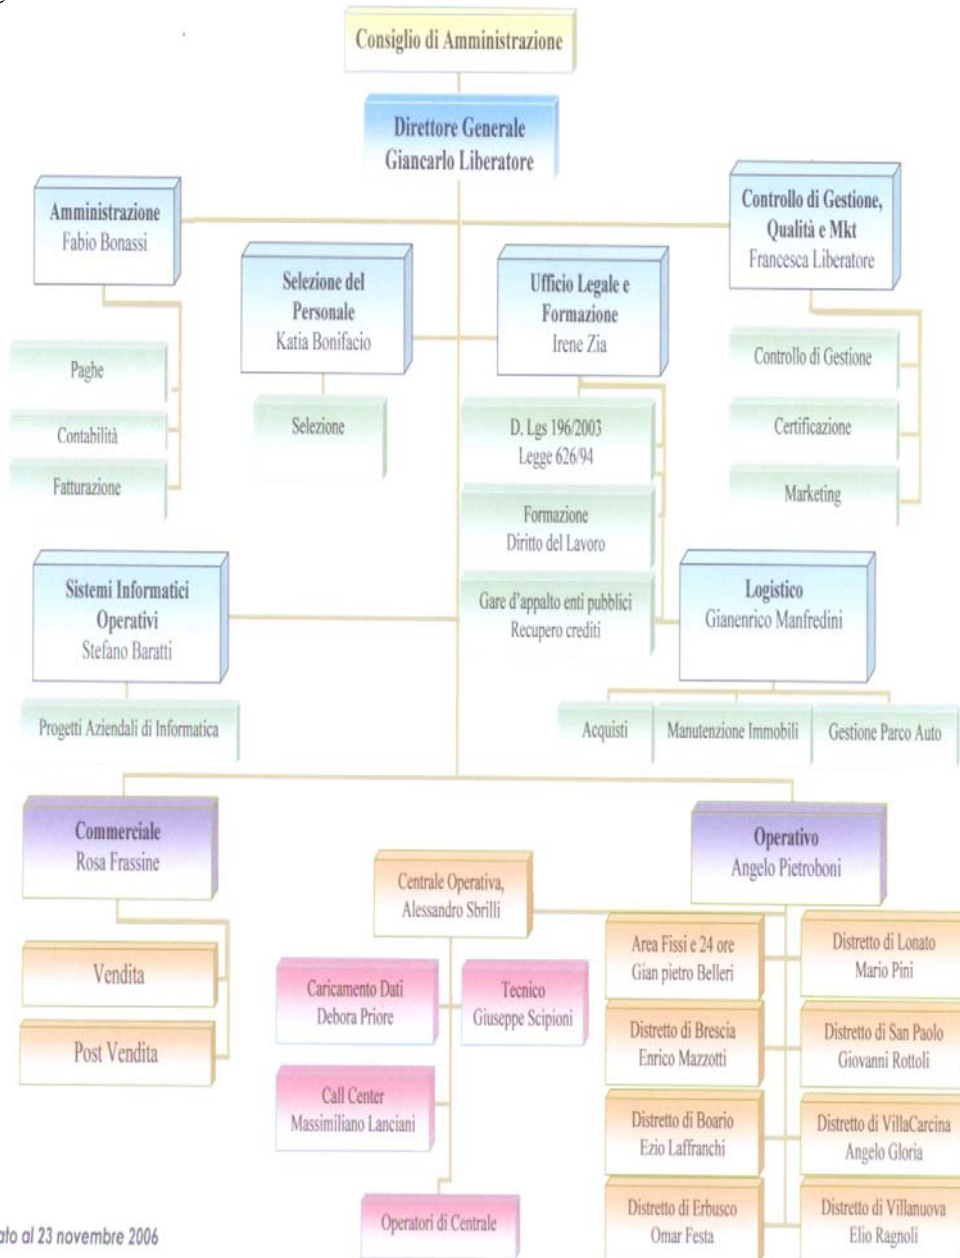 Consiglio di Amministrazione
Direttore Generale
Giancarlo Liberatore
Amministrazione
Fabio Bonassi
Controllo di Gestione,
Qualità e Mkt
Francesca Liberatore
Selezione del
Personale
Katia Bonifacio
Ufficio Legale e
Formazione
Irene Zia
Paghe
Contabilità
Fatturazione
Selezione
D. Lgs 196/2003
Legge 626/94
Formazione
Diritto del Lavoro
Gare d'appalto enti pubblici
Recupero crediti
Controllo di Gestione
Certificazione
Marketing
Sistemi Informatici
Operativi
Stefano Baratti
Logistico
Gianenrico Manfredini
Progetti Aziendali di Informatica
Acquisti
Manutenzione Immobili
Gestione Parco Auto
Commerciale
Rosa Frassine
Operativo
Angelo Pietroboni
Centrale Operativa,
Alessandro Sbrilli
Vendita
Post Vendita
Caricamento Dati
Debora Priore
Tecnico
Giuseppe Scipioni
Call Center
Massimiliano Lanciani
Operatori di Centrale
Area Fissi e 24 ore
Gian pietro Belleri
Distretto di Lonato
Mario Pini
Distretto di Brescia
Enrico Mazzotti
Distretto di San Paolo
Giovanni Rottoli
Distretto di Boario
Ezio Laffranchi
Distretto di VillaCarcina
Angelo Gloria
Distretto di Erbusco
Omar Festa
Distretto di Villanuova
Elio Ragnoli
ato al 23 novembre 2006